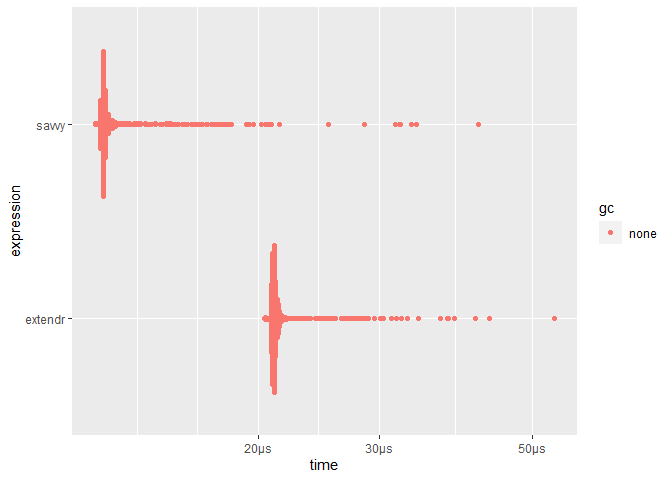 savvy
extendr
expression
20µs
30µs
50µs
time
gc
none